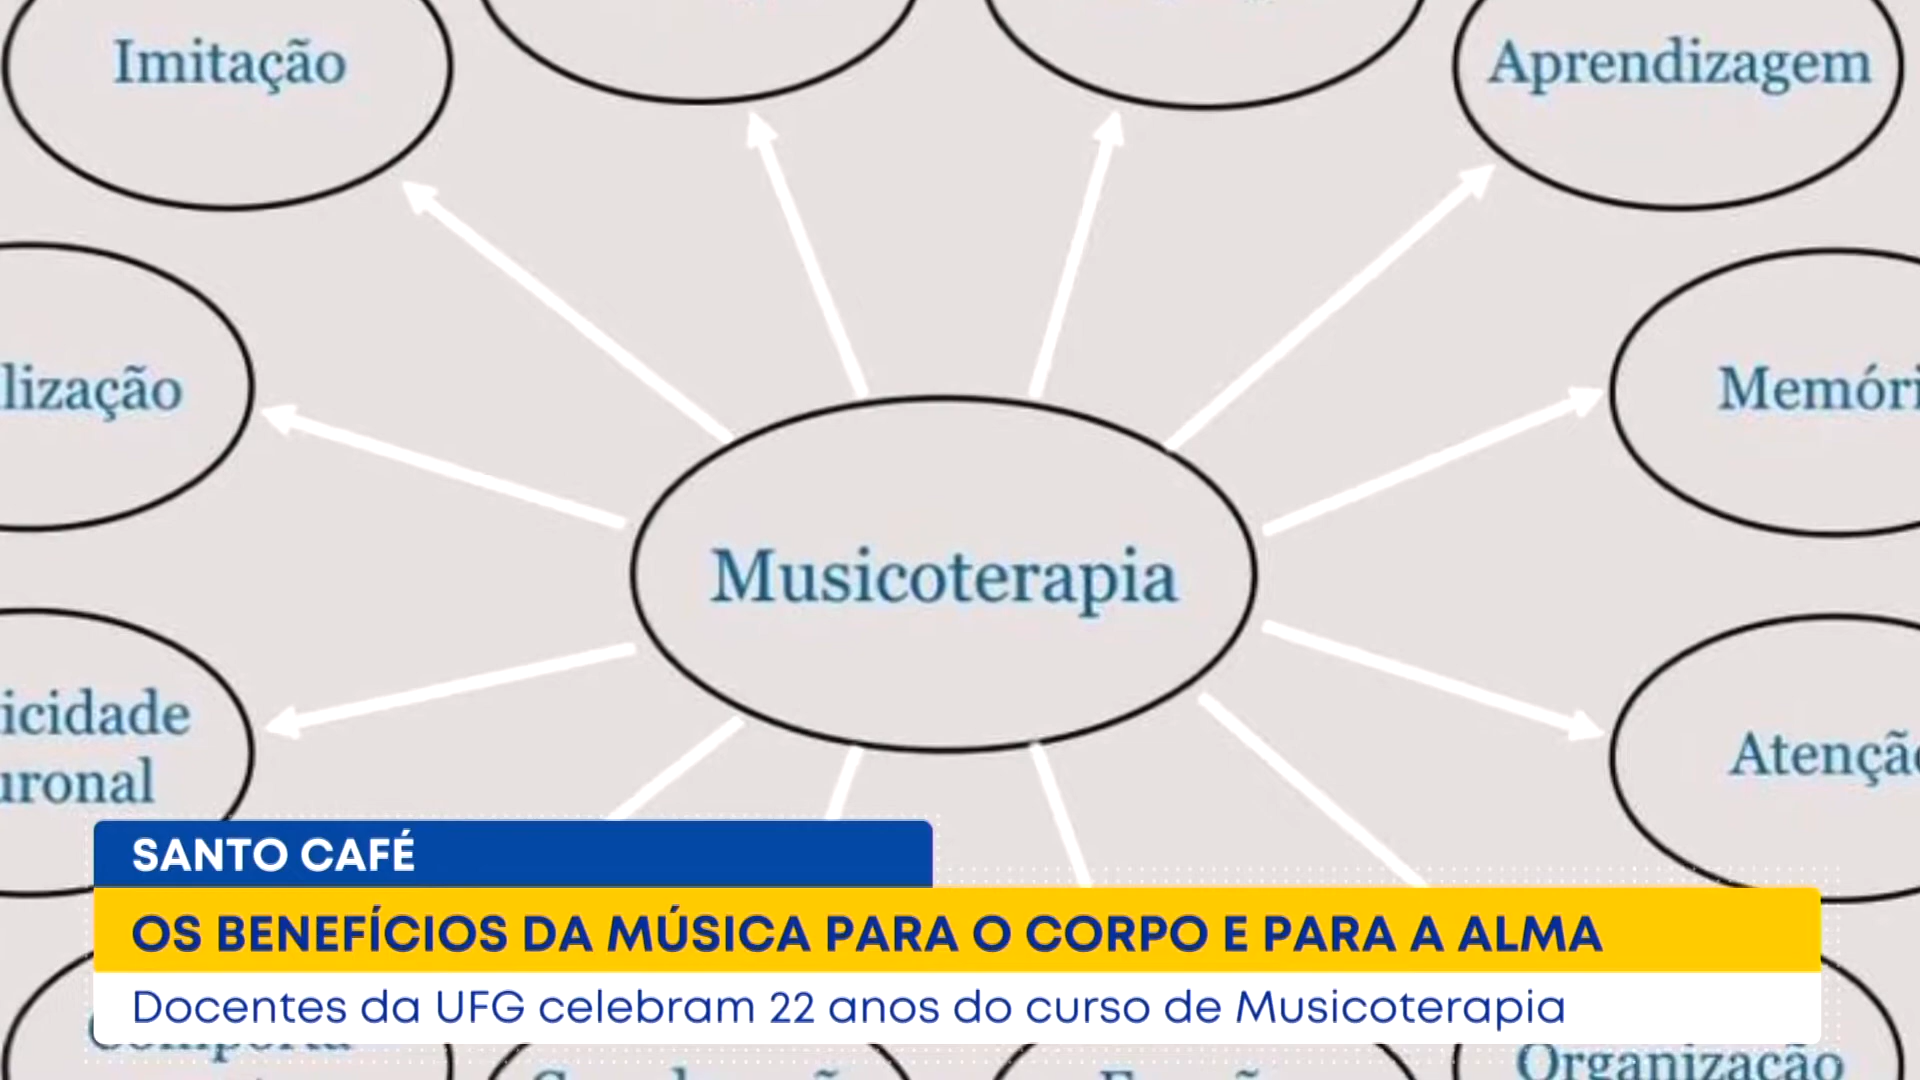 Imitação
Aprendizagem
lização
Memóri
Musicoterapia
icidade
uronal
Atençã
SANTO CAFÉ
OS BENEFÍCIOS DA MÚSICA PARA O CORPO E PARA A ALMA
Docentes da UFG celebram 22 anos do curso de Musicoterapia
Organização